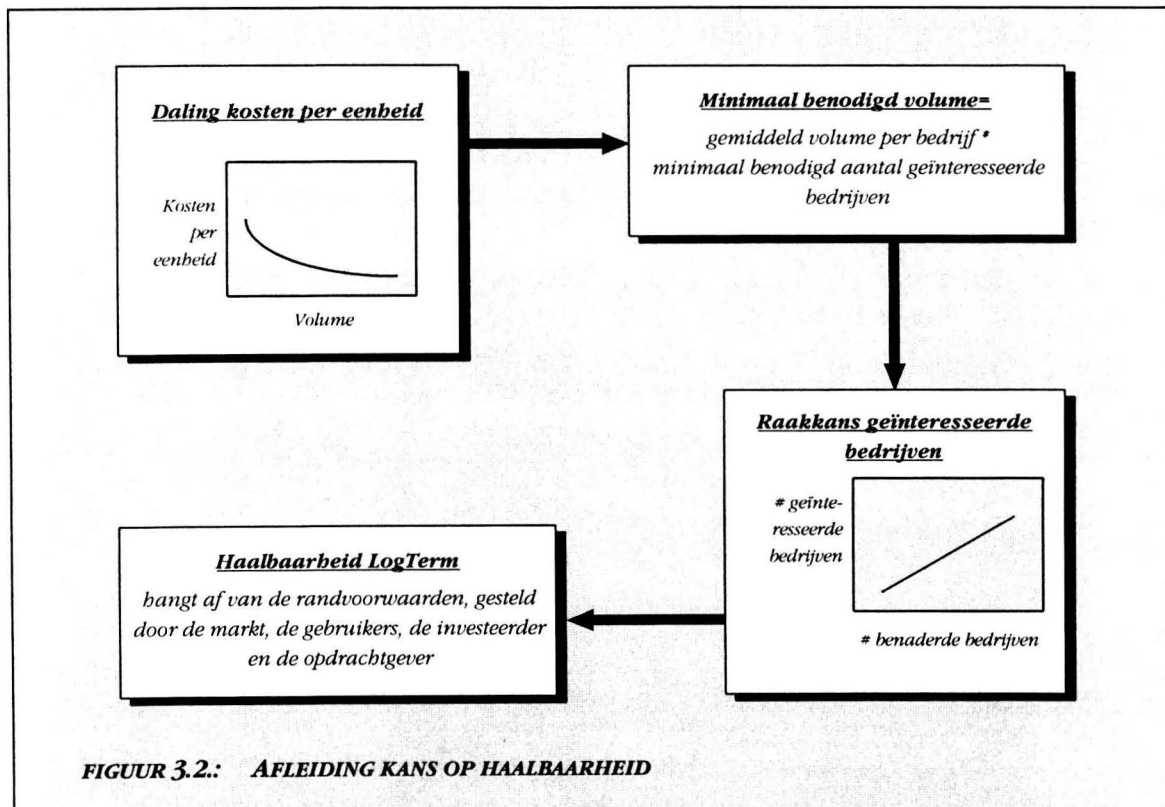 Daling kosten per eenheid
Kosten
per
eenheid
Volume
Minimaal benodigd volume=
gemiddeld volume per bedrijf *
minimaal benodigd aantal geïnteresseerde
bedrijven
Raakkans geïnteresseerde
bedrijven
# geïnte-
resseerde
bedrijven
# benaderde bedrijven
Haalbaarheid LogTerm
hangt af van de randvoorwaarden, gesteld
door de markt, de gebruikers, de investeerder
en de opdrachtgever
FIGUUR 3.2.: AFLEIDING KANS OP HAALBAARHEID